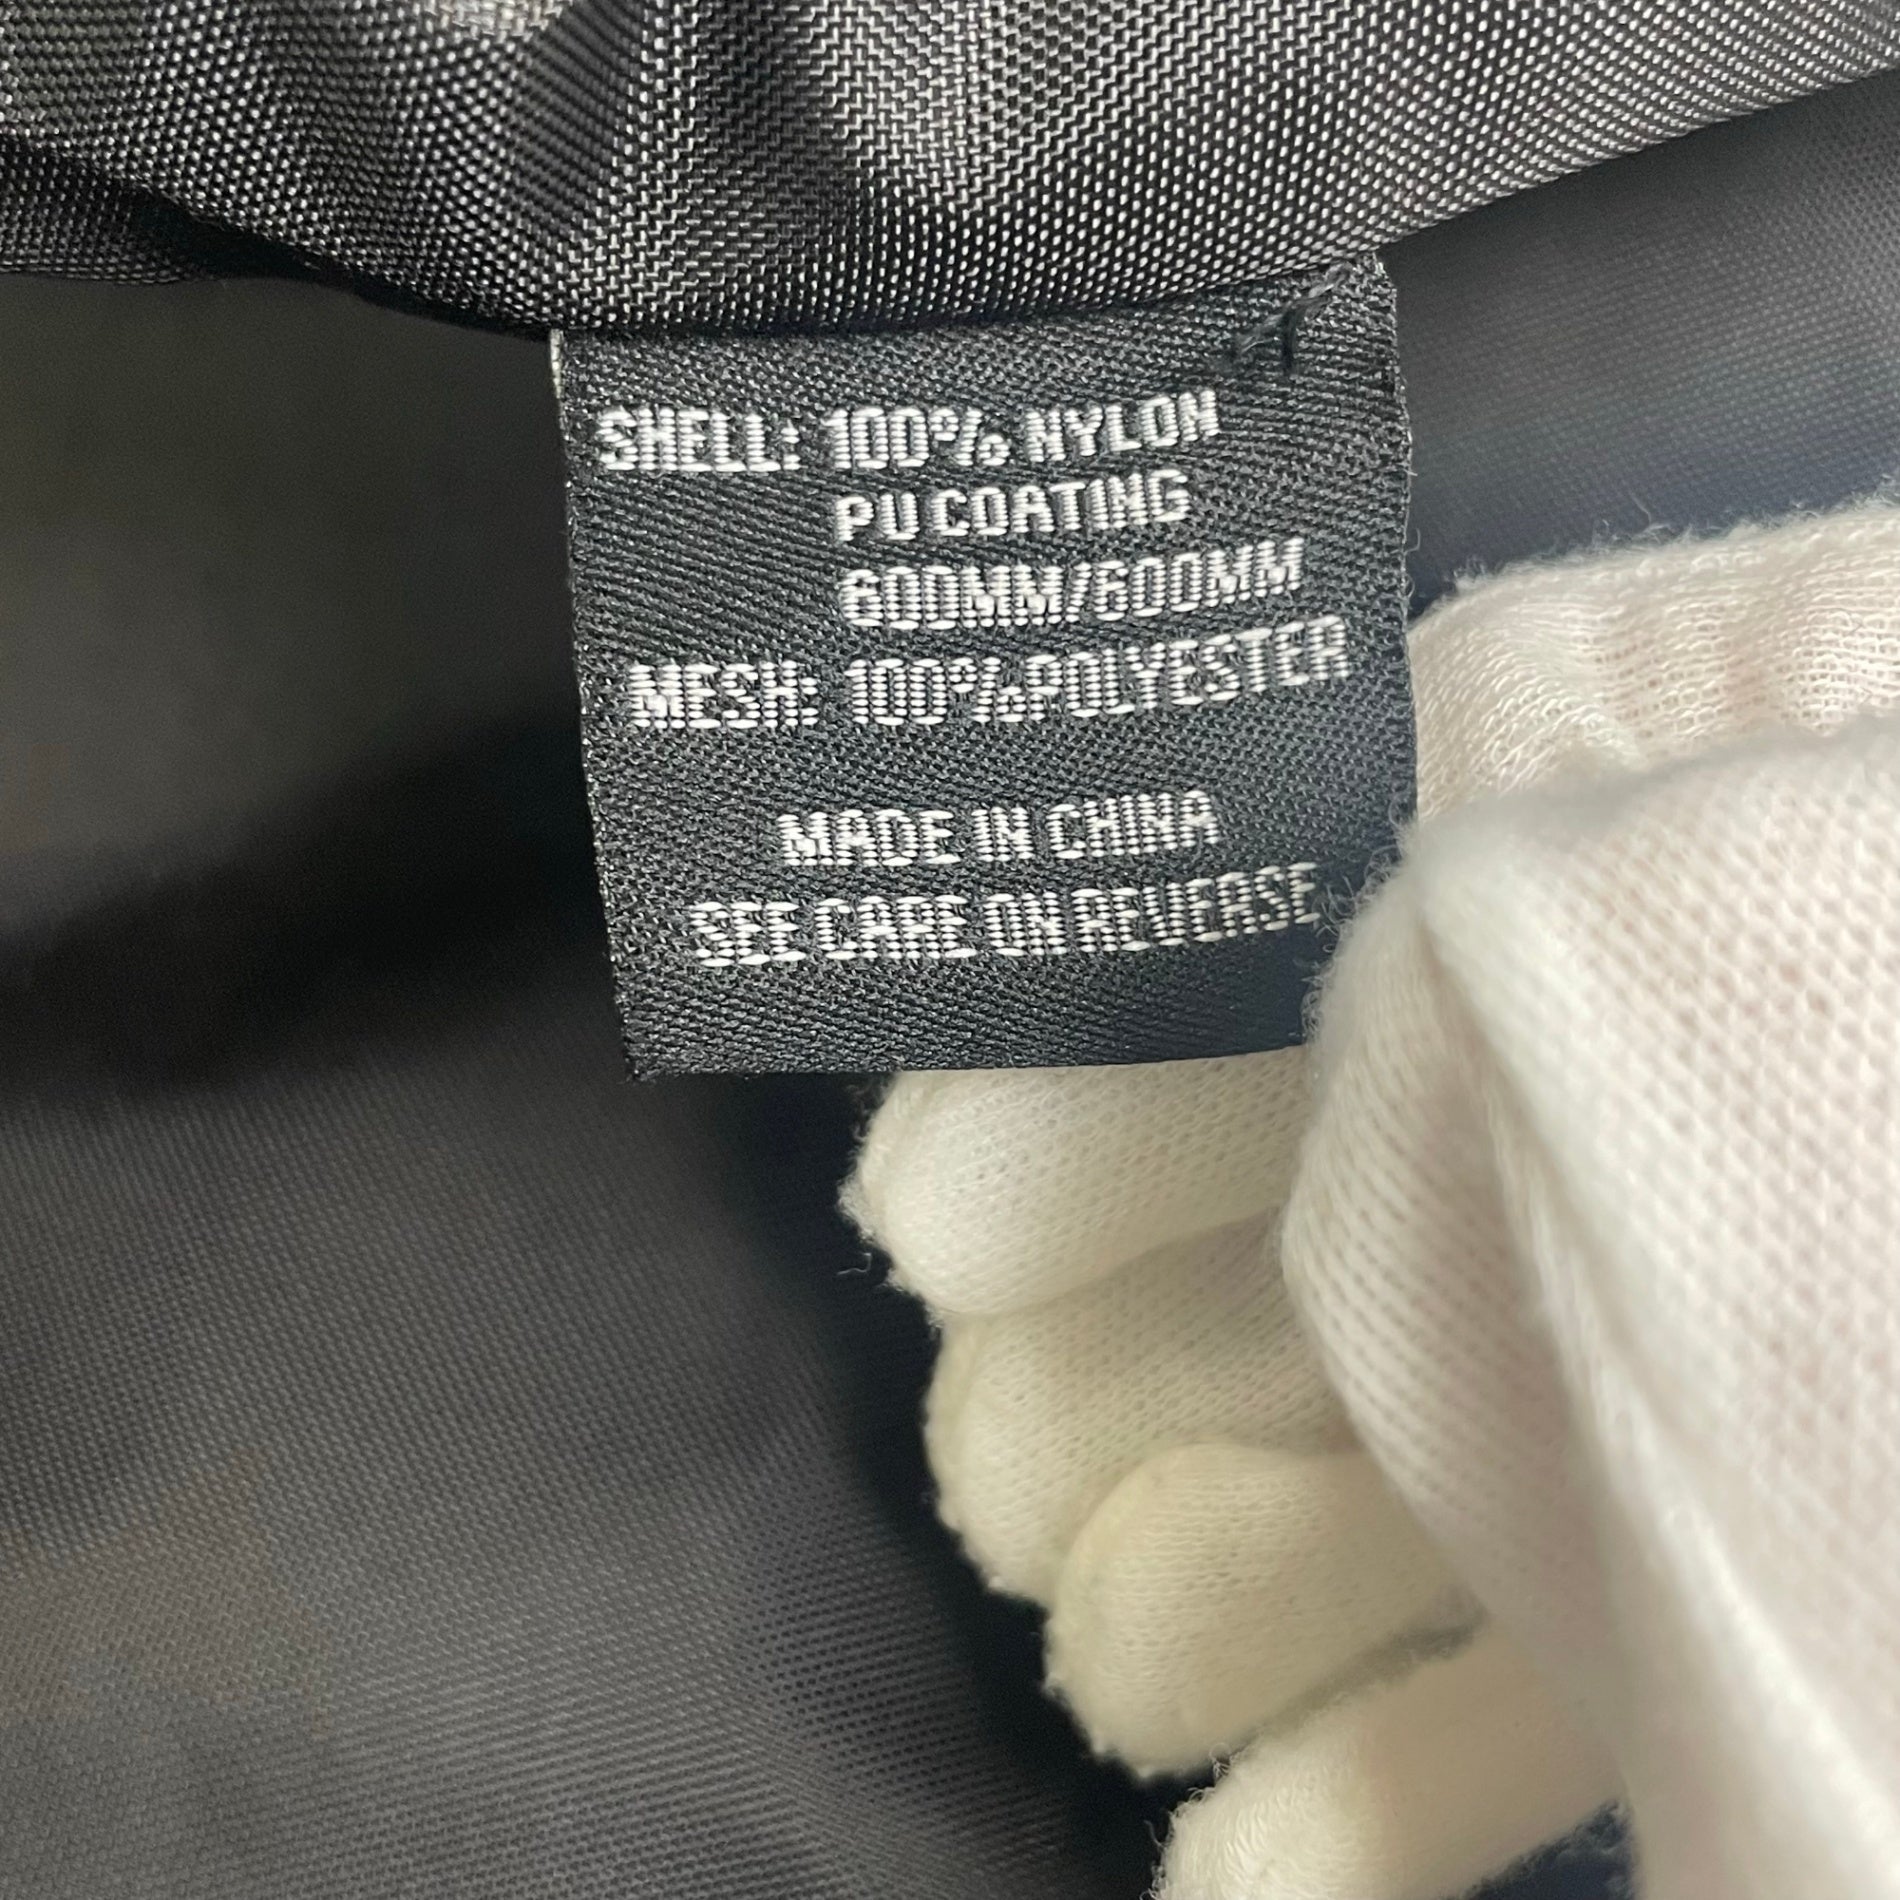 SHELL: 100% NYLON
PU COATING
600MM/600MM
MESH: 100%POLYESTER
MADE IN CHINA
SEE CARE ON REVERSE